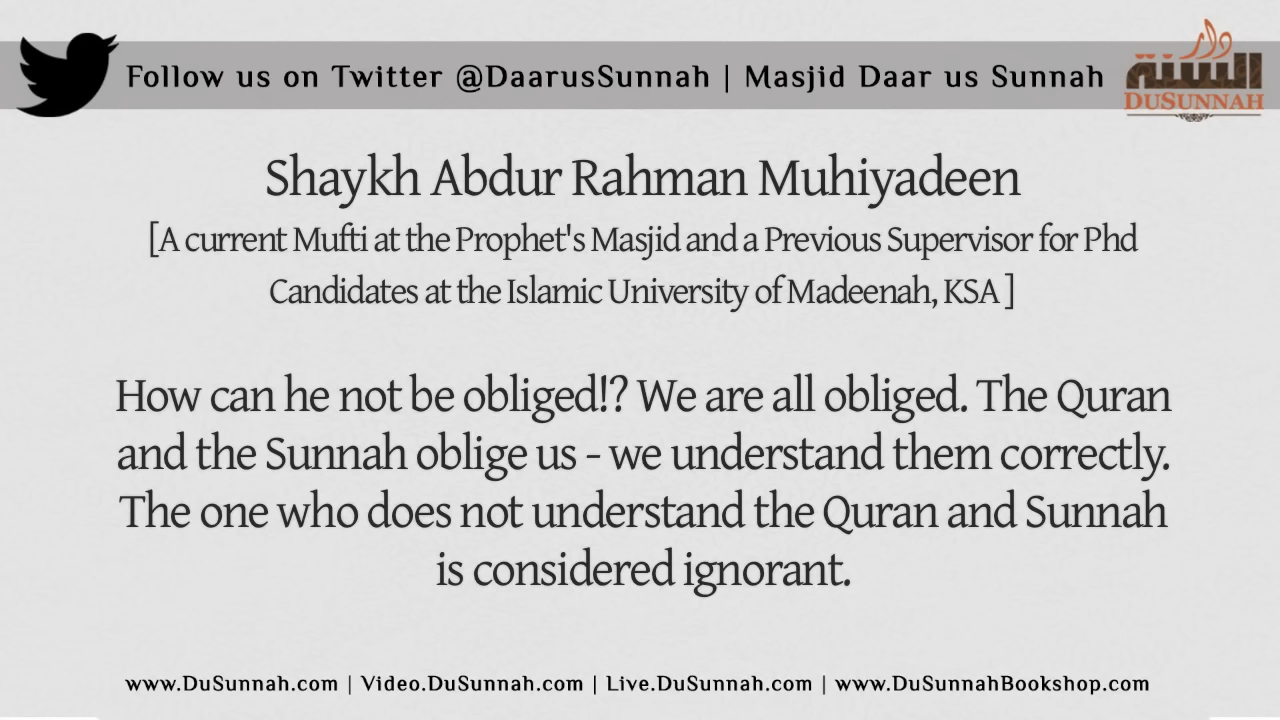 Follow us on Twitter @DaarusSunnah | Masjid Daar us Sunnah
دار
السنة
DUSUNNAH
Shaykh Abdur Rahman Muhiyadeen
[A current Mufti at the Prophet's Masjid and a Previous Supervisor for Phd
Candidates at the Islamic University of Madeenah, KSA ]
How can he not be obliged!? We are all obliged. The Quran
and the Sunnah oblige us - we understand them correctly.
The one who does not understand the Quran and Sunnah
is considered ignorant.
www.DuSunnah.com | Video.DuSunnah.com | Live.DuSunnah.com | www.DuSunnahBookshop.com